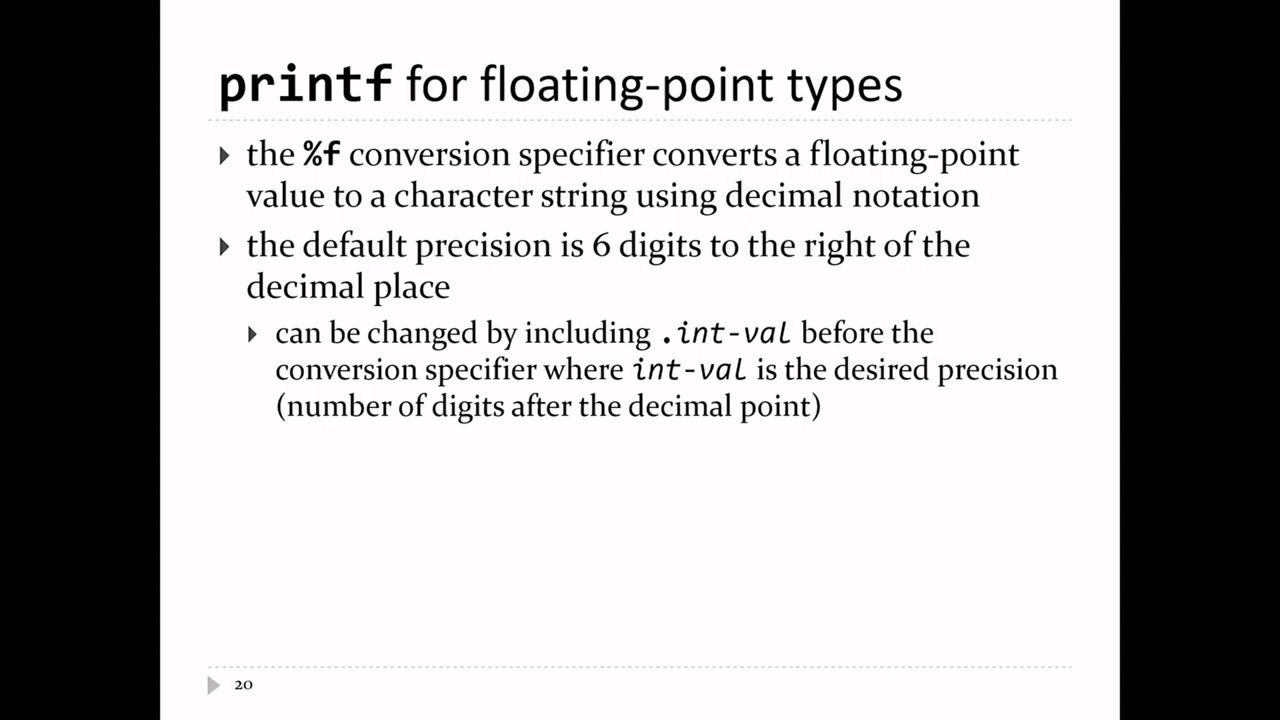 printf for floating-point types
the %f conversion specifier converts a floating-point
value to a character string using decimal notation
the default precision is 6 digits to the right of the
decimal place
can be changed by including .int-val before the
conversion specifier where int-val is the desired precision
(number of digits after the decimal point)
20